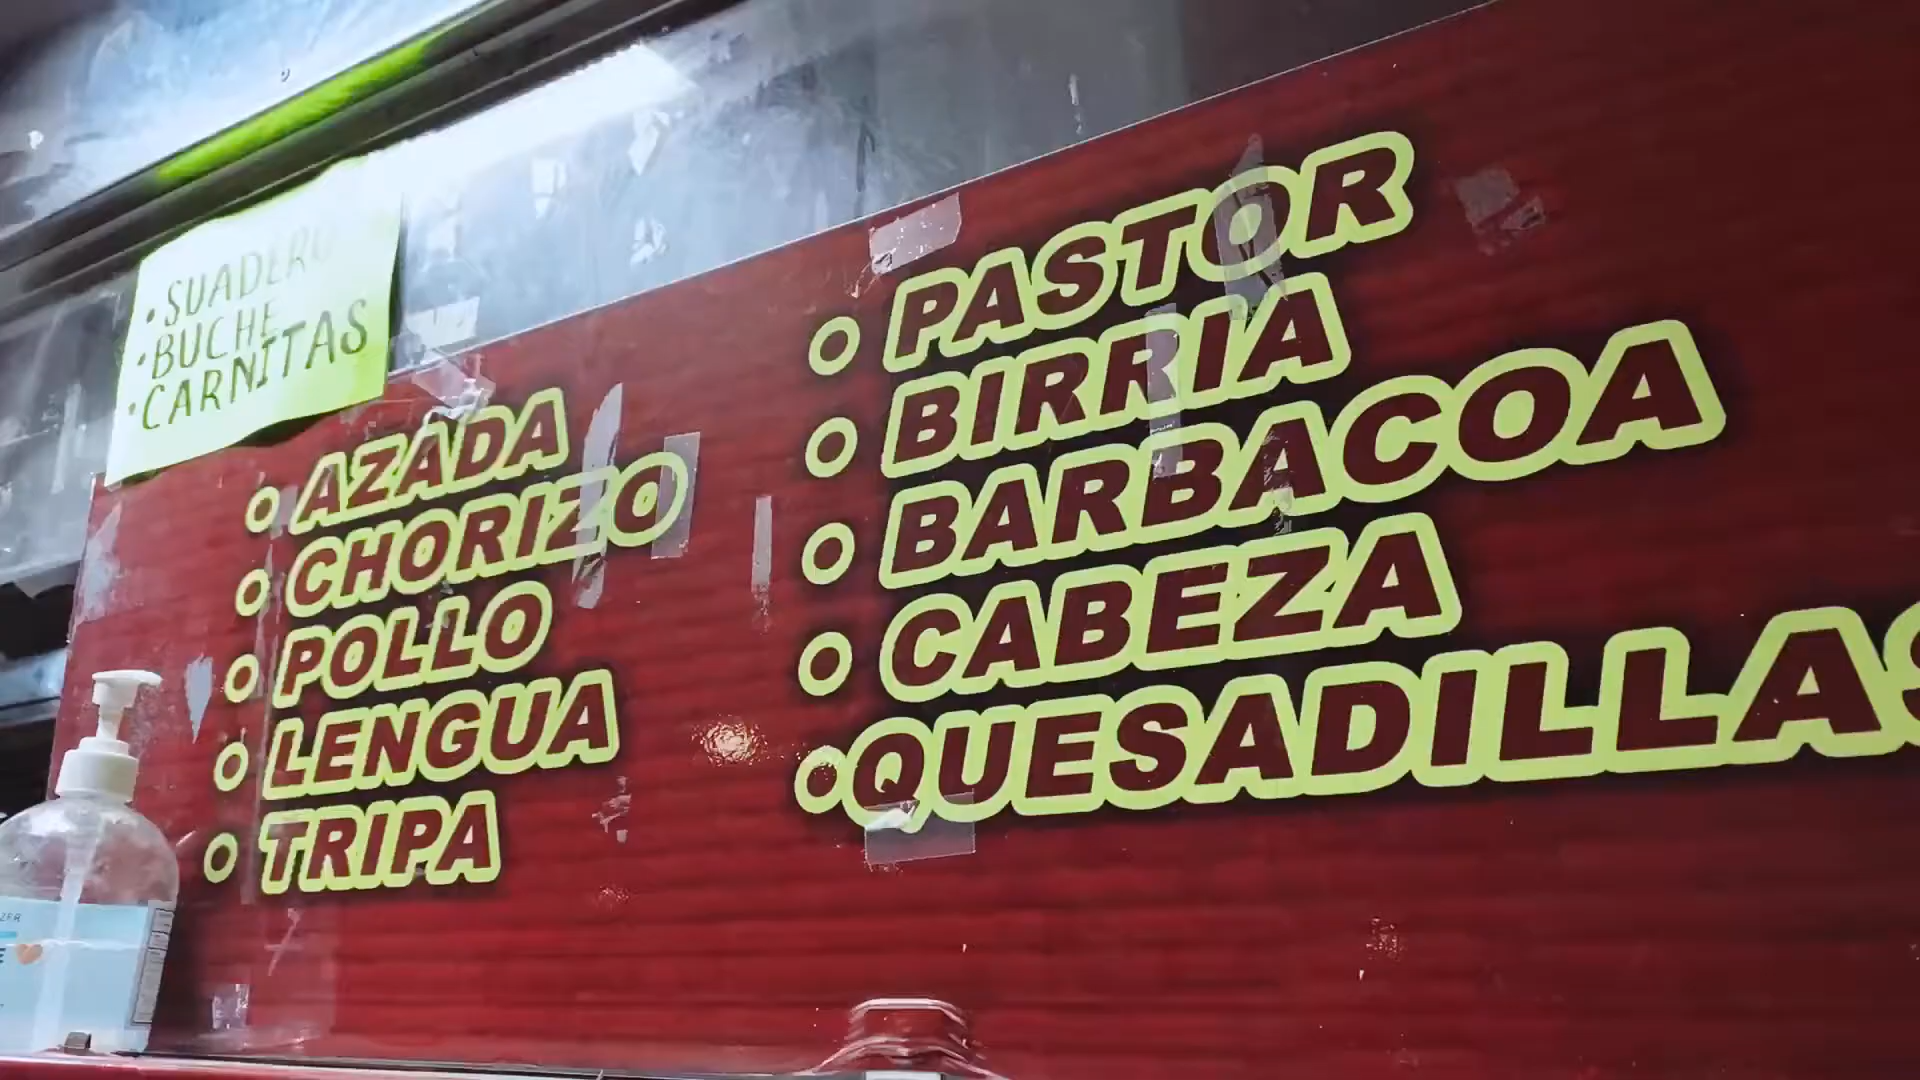 • SUADERO
• BUCHE
• CARNITAS
• AZADA
• CHORIZO
• POLLO
• LENGUA
• TRIPA
• PASTOR
• BIRRIA
• BARBACOA
• CABEZA
• QUESADILLAS